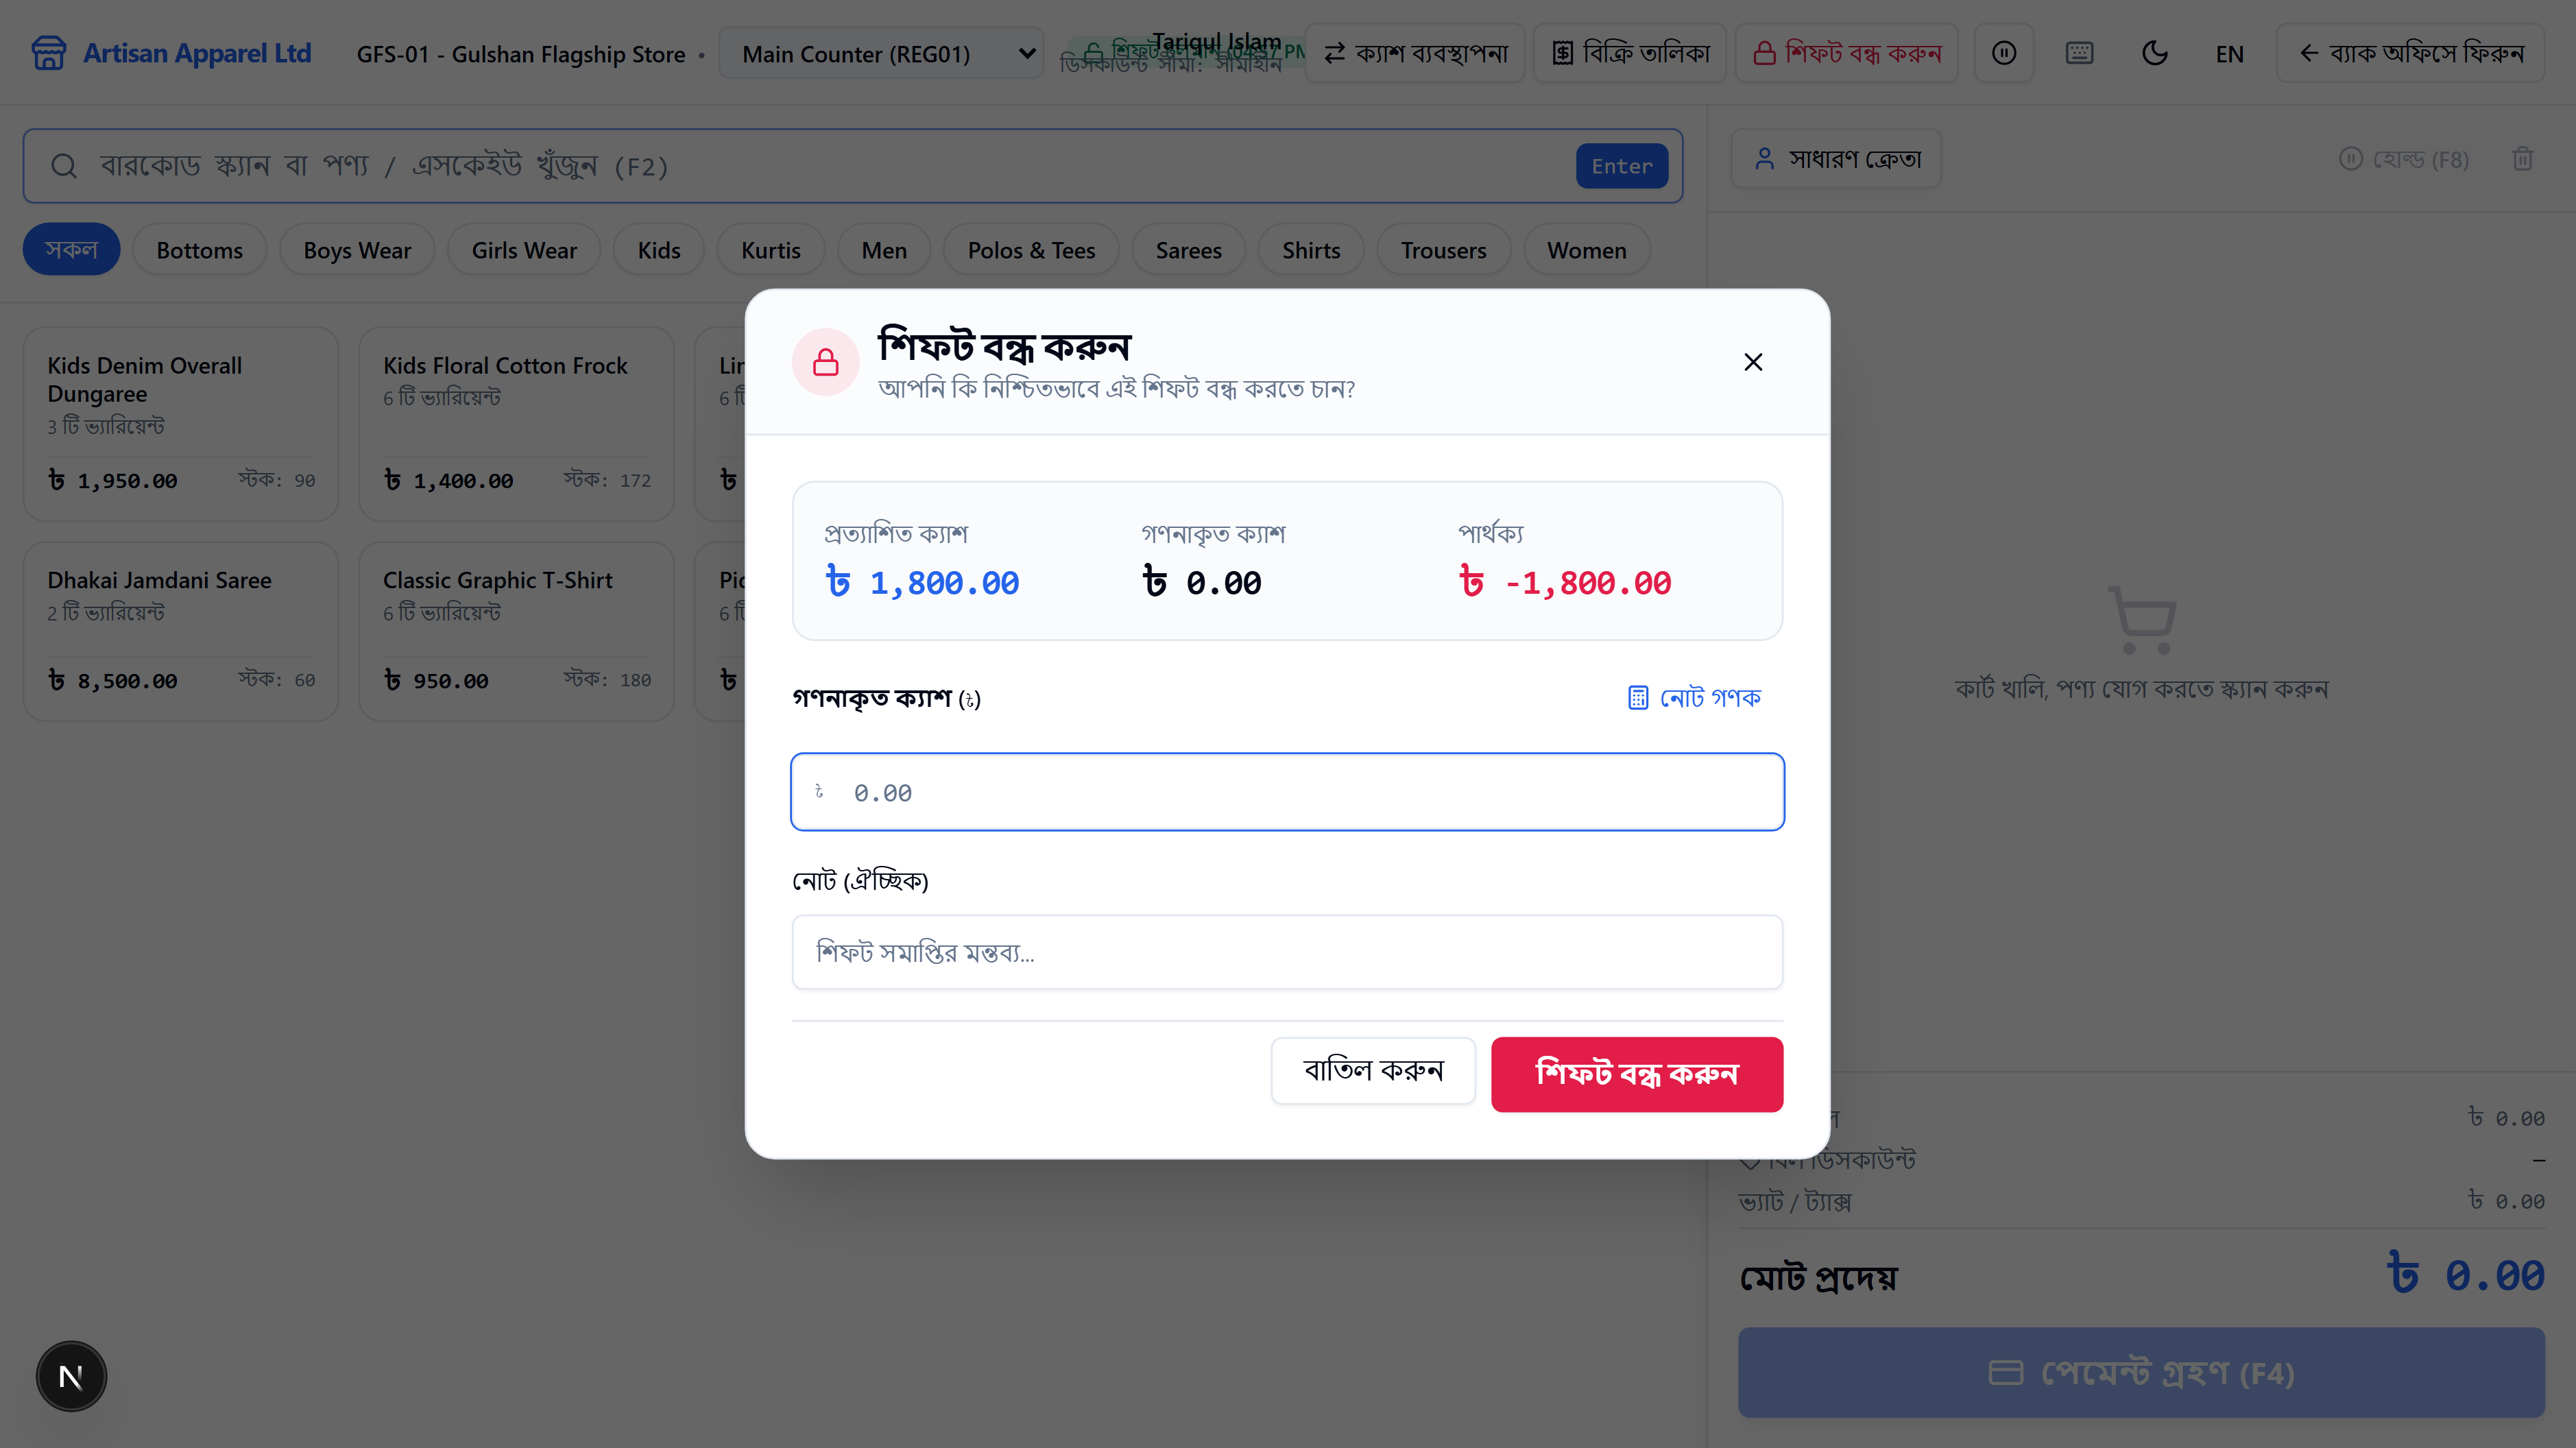 Artisan Apparel Ltd
GFS-01 - Gulshan Flagship Store •
Main Counter (REG01)
Tariqul Islam
ডিসকাউন্ট সীমা: সীমাহীন
ক্যাশ ব্যবস্থাপনা
বিক্রি তালিকা
শিফট বন্ধ করুন
EN
ব্যাক অফিসে ফিরুন
বারকোড স্ক্যান বা পণ্য / এসকেইউ খুঁজুন (F2)
Enter
সাধারণ ক্রেতা
হোল্ড (F8)
সকল
Bottoms
Boys Wear
Girls Wear
Kids
Kurtis
Men
Polos & Tees
Sarees
Shirts
Trousers
Women
Kids Denim Overall
Dungaree
3 টি ভ্যারিয়েন্ট
৳ 1,950.00
স্টক: 90
Kids Floral Cotton Frock
6 টি ভ্যারিয়েন্ট
৳ 1,400.00
স্টক: 172
৳
Dhakai Jamdani Saree
2 টি ভ্যারিয়েন্ট
৳ 8,500.00
স্টক: 60
Classic Graphic T-Shirt
6 টি ভ্যারিয়েন্ট
৳ 950.00
স্টক: 180
৳
শিফট বন্ধ করুন
আপনি কি নিশ্চিতভাবে এই শিফট বন্ধ করতে চান?
প্রত্যাশিত ক্যাশ
৳ 1,800.00
গণনাকৃত ক্যাশ
৳ 0.00
পার্থক্য
৳ -1,800.00
গণনাকৃত ক্যাশ (৳)
নোট গণক
৳ 0.00
নোট (ঐচ্ছিক)
শিফট সমাপ্তির মন্তব্য...
বাতিল করুন
শিফট বন্ধ করুন
কার্ট খালি, পণ্য যোগ করতে স্ক্যান করুন
৳ 0.00
ডিসকাউন্ট
–
ভ্যাট / ট্যাক্স
৳ 0.00
মোট প্রদেয়
৳ 0.00
পেমেন্ট গ্রহণ (F4)
N